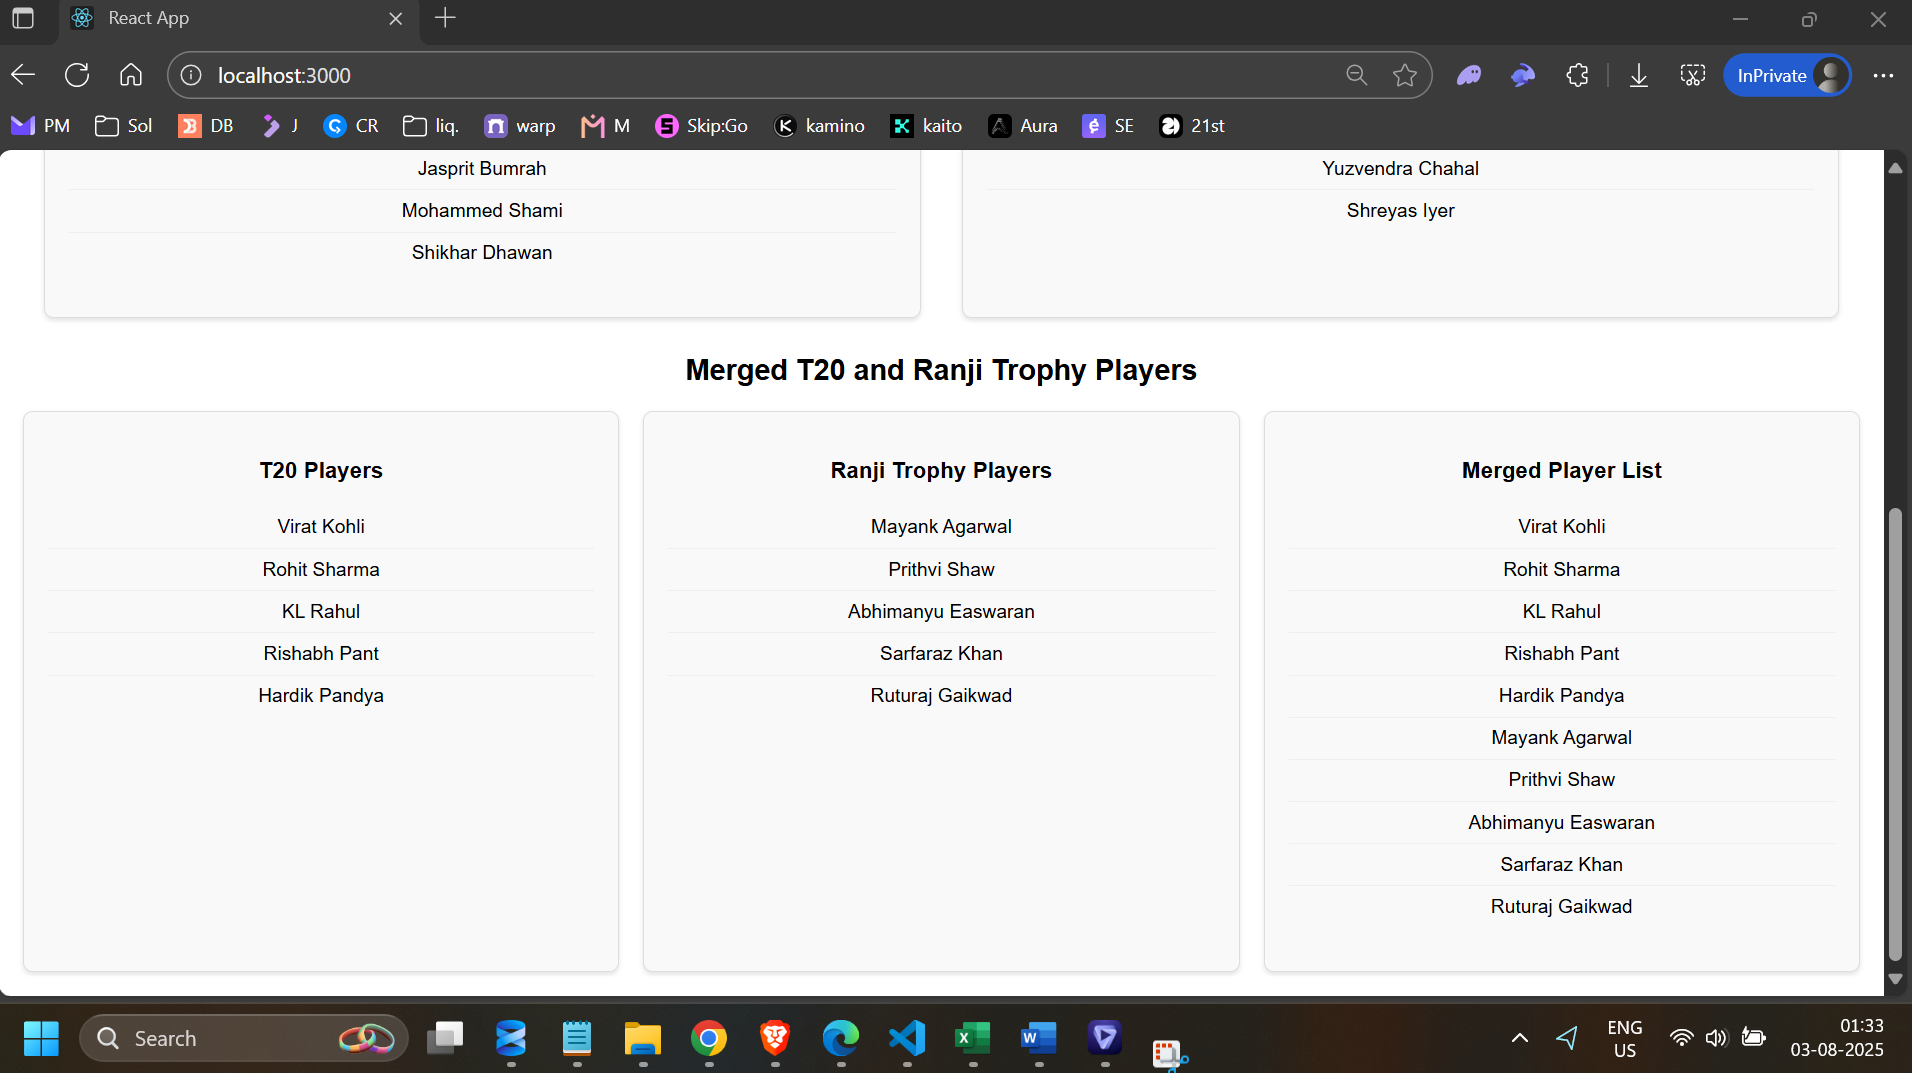 React App
localhost:3000
InPrivate
PM
Sol
DB
J
CR
liq.
warp
M
Skip:Go
kamino
kaito
Aura
SE
21st
Jasprit Bumrah
Mohammed Shami
Shikhar Dhawan
Yuzvendra Chahal
Shreyas Iyer
Merged T20 and Ranji Trophy Players
T20 Players
Virat Kohli
Rohit Sharma
KL Rahul
Rishabh Pant
Hardik Pandya
Ranji Trophy Players
Mayank Agarwal
Prithvi Shaw
Abhimanyu Easwaran
Sarfaraz Khan
Ruturaj Gaikwad
Merged Player List
Virat Kohli
Rohit Sharma
KL Rahul
Rishabh Pant
Hardik Pandya
Mayank Agarwal
Prithvi Shaw
Abhimanyu Easwaran
Sarfaraz Khan
Ruturaj Gaikwad
Search
ENG
US
01:33
03-08-2025